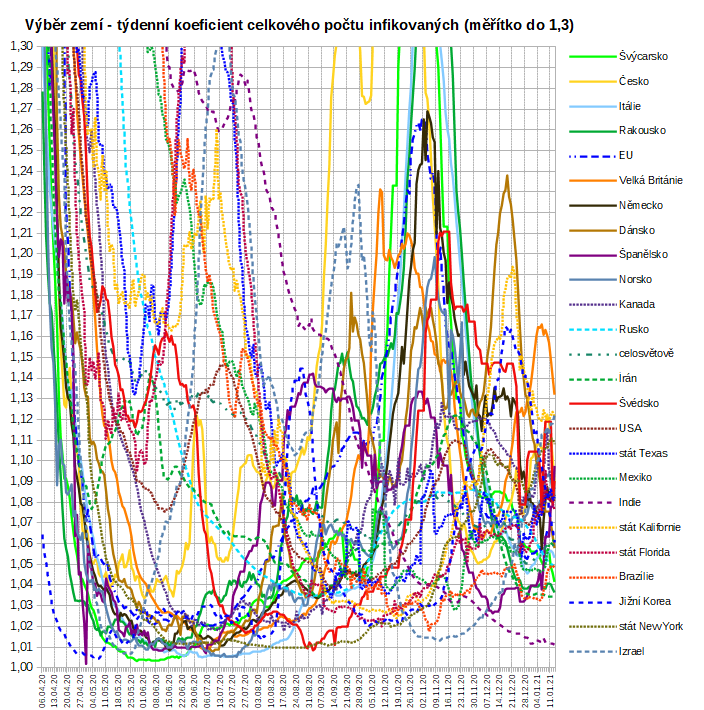 Výběr zemí - týdenní koeficient celkového počtu infikovaných (měřítko do 1,3)
1,30
1,29
1,28
1,27
1,26
1,25
1,24
1,23
1,22
1,21
1,20
1,19
1,18
1,17
1,16
1,15
1,14
1,13
1,12
1,11
1,10
1,09
1,08
1,07
1,06
1,05
1,04
1,03
1,02
1,01
1,00
06.04.20
13.04.20
20.04.20
27.04.20
04.05.20
11.05.20
18.05.20
25.05.20
01.06.20
08.06.20
15.06.20
22.06.20
29.06.20
06.07.20
13.07.20
20.07.20
27.07.20
03.08.20
10.08.20
17.08.20
24.08.20
31.08.20
07.09.20
14.09.20
21.09.20
28.09.20
05.10.20
12.10.20
19.10.20
26.10.20
02.11.20
09.11.20
16.11.20
23.11.20
30.11.20
07.12.20
14.12.20
21.12.20
28.12.20
04.01.21
11.01.21
Švýcarsko
Česko
Itálie
Rakousko
EU
Velká Británie
Německo
Dánsko
Španělsko
Norsko
Kanada
Rusko
celosvětově
Írán
Švédsko
USA
stát Texas
Mexiko
Indie
stát Kalifornie
stát Florida
Brazílie
Jižní Korea
stát New York
Izrael